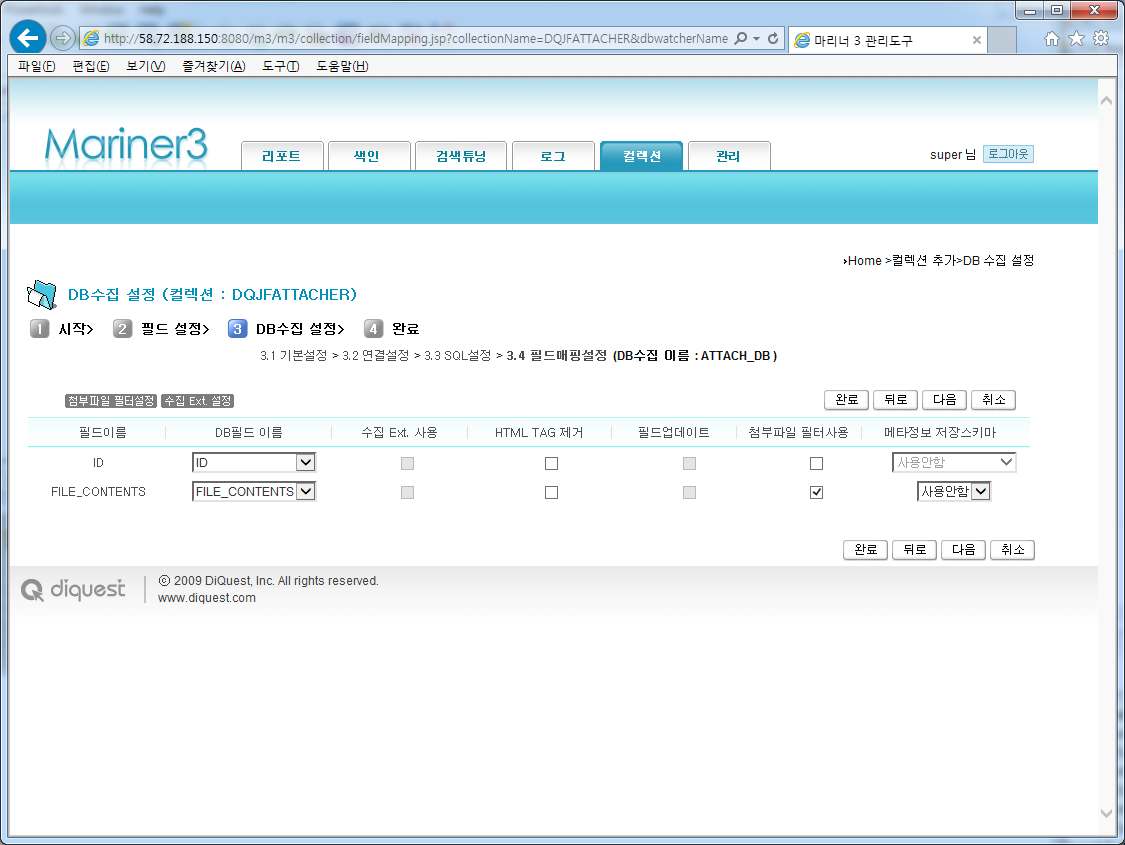 http://58.72.188.150:8080/m3/m3/collection/fieldMapping.jsp?collectionName=DQJFATTACHER&dbwatcherName
마리너 3 관리도구
파일(F) 편집(E) 보기(V) 즐겨찾기(A) 도구(T) 도움말(H)
Mariner3
리포트 색인 검색튜닝 로그 컬렉션 관리
super 님 로그아웃
›Home >컬렉션 추가>DB 수집 설정
DB수집 설정 (컬렉션 : DQJFATTACHER)
1 시작> 2 필드 설정> 3 DB수집 설정> 4 완료
3.1 기본설정 > 3.2 연결설정 > 3.3 SQL설정 > 3.4 필드매핑설정 (DB수집 이름 : ATTACH_DB )
첨부파일 필터설정 수집 Ext. 설정 완료 뒤로 다음 취소
필드이름 DB필드 이름 수집 Ext. 사용 HTML TAG 제거 필드업데이트 첨부파일 필터사용 메타정보 저장스키마
ID ID 사용안함
FILE_CONTENTS FILE_CONTENTS 사용안함
완료 뒤로 다음 취소
diquest
ⓒ 2009 DiQuest, Inc. All rights reserved.
www.diquest.com